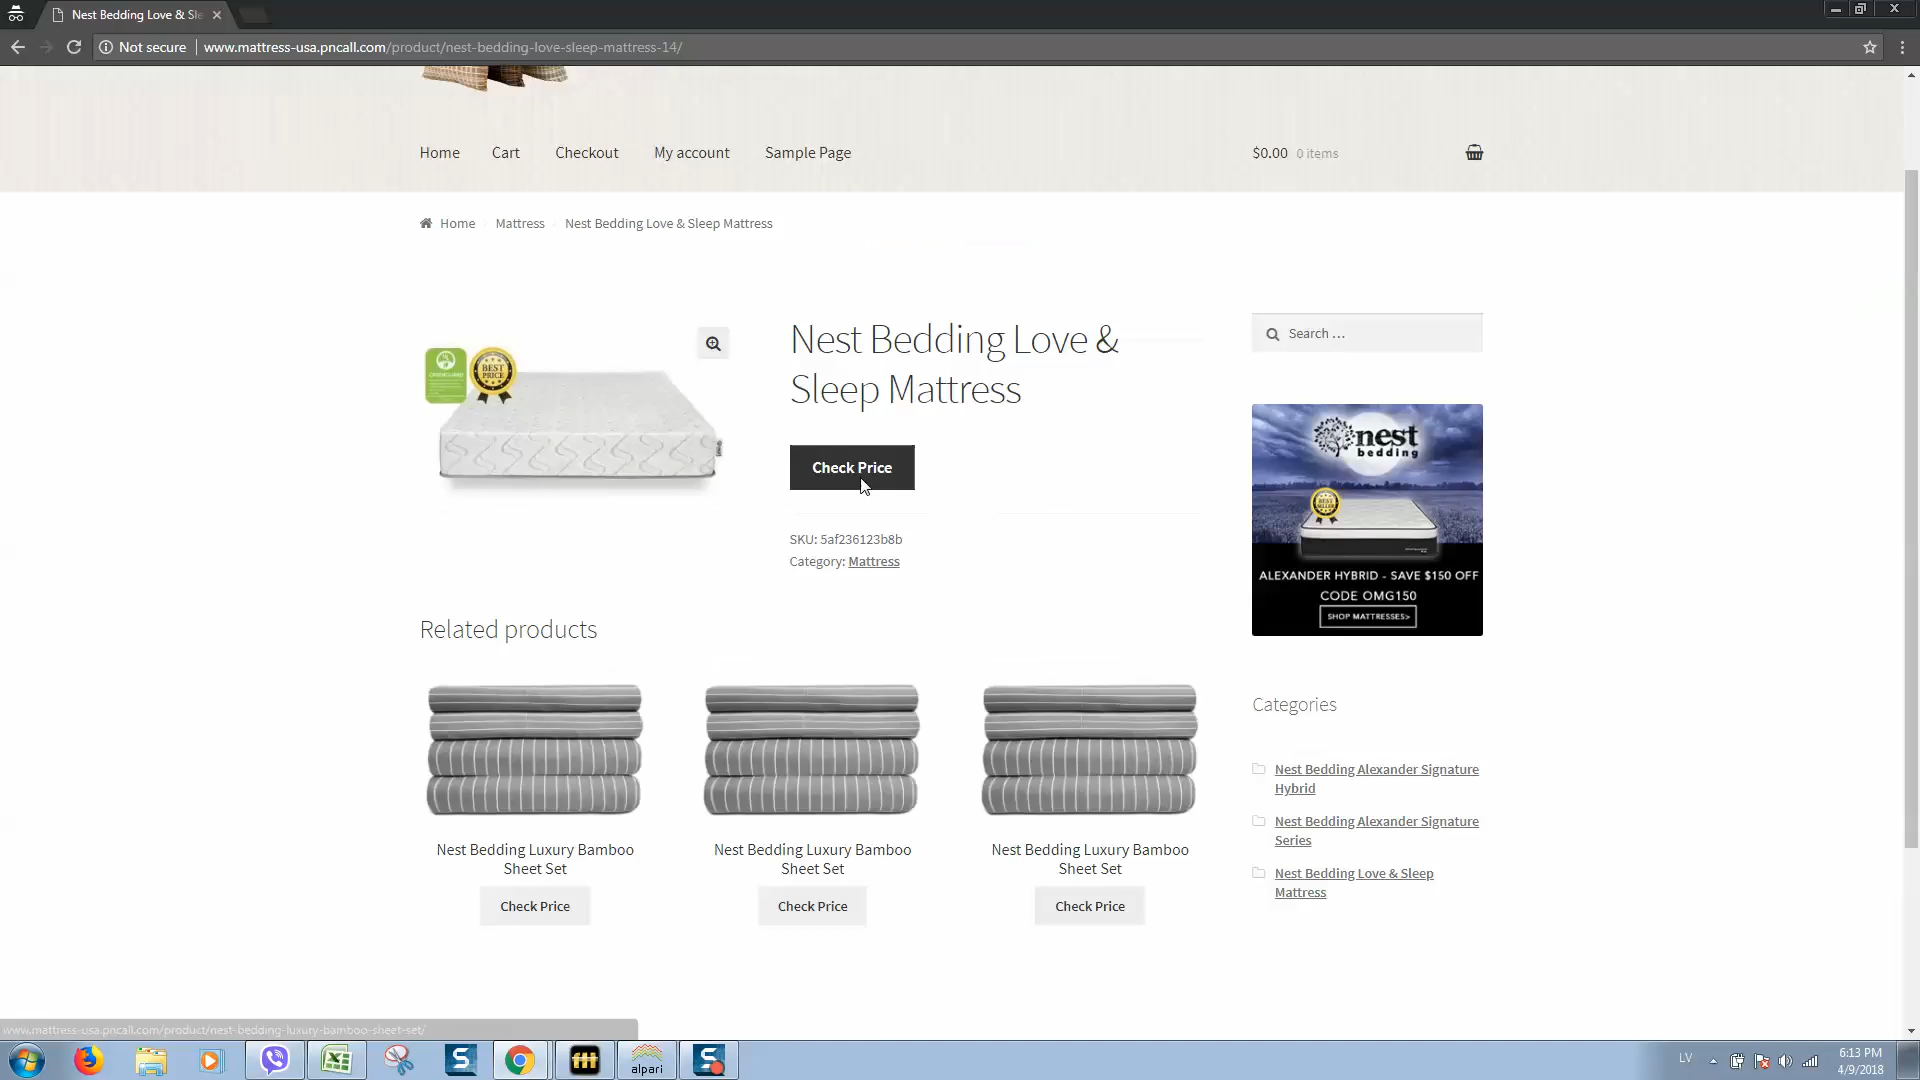 Nest Bedding Love & Sle
Not secure
www.mattress-usa.pncall.com/product/nest-bedding-love-sleep-mattress-14/
Home
Cart
Checkout
My account
Sample Page
$0.00 0 items
Home
Mattress
Nest Bedding Love & Sleep Mattress
BEST
PRICE
Nest Bedding Love &
Sleep Mattress
Check Price
SKU: 5af236123b8b
Category: Mattress
Search …
nest
bedding
BEST
SELLER
ALEXANDER HYBRID - SAVE $150 OFF
CODE OMG150
SHOP MATTRESSES>
Related products
Nest Bedding Luxury Bamboo
Sheet Set
Check Price
Nest Bedding Luxury Bamboo
Sheet Set
Check Price
Nest Bedding Luxury Bamboo
Sheet Set
Check Price
Categories
Nest Bedding Alexander Signature
Hybrid
Nest Bedding Alexander Signature
Series
Nest Bedding Love & Sleep
Mattress
www.mattress-usa.pncall.com/product/nest-bedding-luxury-bamboo-sheet-set/
alpari
LV
6:13 PM
4/9/2018